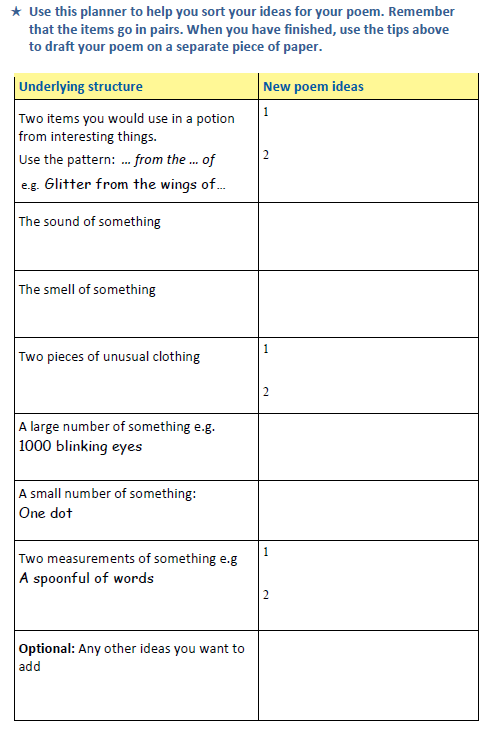 ★ Use this planner to help you sort your ideas for your poem. Remember
that the items go in pairs. When you have finished, use the tips above
to draft your poem on a separate piece of paper.
Underlying structure
New poem ideas
Two items you would use in a potion
from interesting things.
Use the pattern: ... from the ... of
e.g. Glitter from the wings of...
1
2
The sound of something
The smell of something
Two pieces of unusual clothing
1
2
A large number of something e.g.
1000 blinking eyes
A small number of something:
One dot
Two measurements of something e.g
A spoonful of words
1
2
Optional: Any other ideas you want to
add